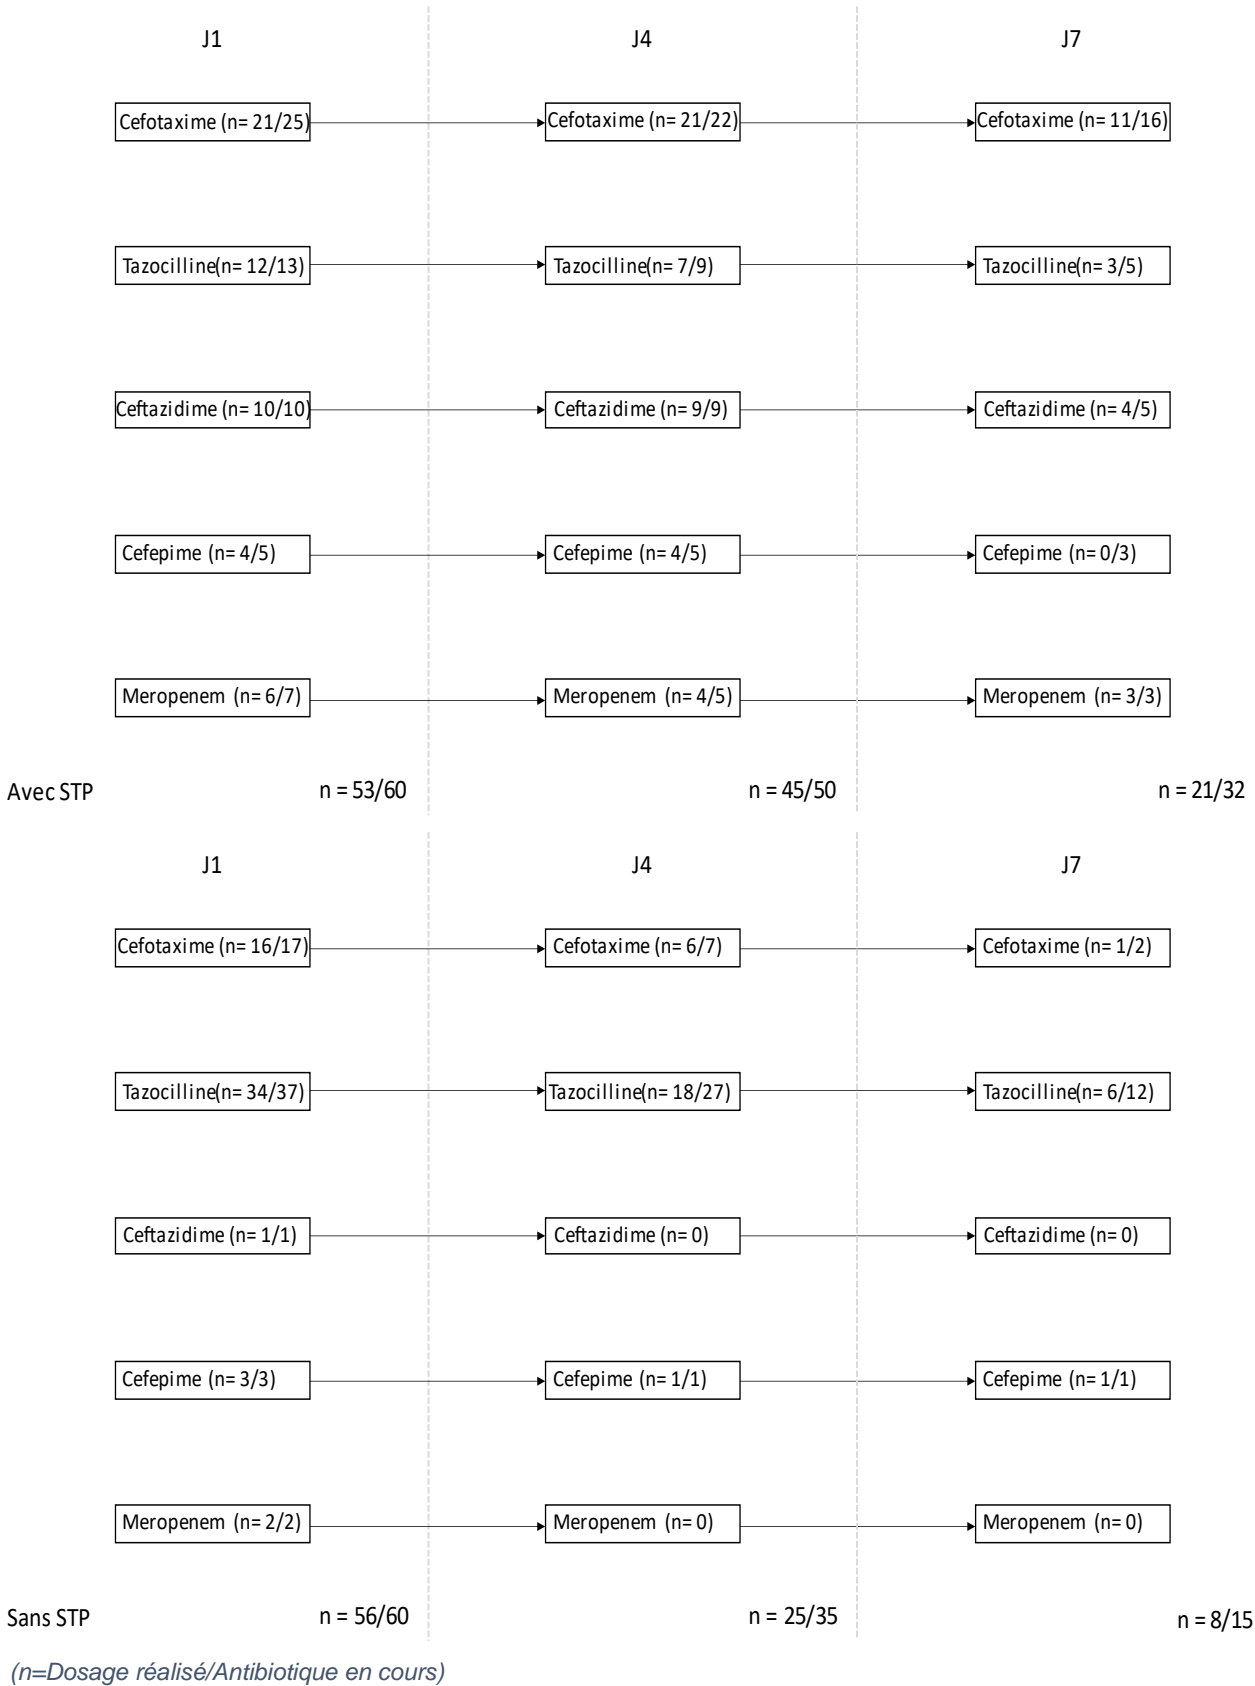 J1 J4 J7
Cefotaxime (n= 21/25) Cefotaxime (n= 21/22) Cefotaxime (n= 11/16)
Tazocilline(n= 12/13) Tazocilline(n= 7/9) Tazocilline(n= 3/5)
Ceftazidime (n= 10/10) Ceftazidime (n= 9/9) Ceftazidime (n= 4/5)
Cefepime (n= 4/5) Cefepime (n= 4/5) Cefepime (n= 0/3)
Meropenem (n= 6/7) Meropenem (n= 4/5) Meropenem (n= 3/3)
Avec STP n = 53/60 n = 45/50 n = 21/32
J1 J4 J7
Cefotaxime (n= 16/17) Cefotaxime (n= 6/7) Cefotaxime (n= 1/2)
Tazocilline(n= 34/37) Tazocilline(n= 18/27) Tazocilline(n= 6/12)
Ceftazidime (n= 1/1) Ceftazidime (n= 0) Ceftazidime (n= 0)
Cefepime (n= 3/3) Cefepime (n= 1/1) Cefepime (n= 1/1)
Meropenem (n= 2/2) Meropenem (n= 0) Meropenem (n= 0)
Sans STP n = 56/60 n = 25/35 n = 8/15
(n=Dosage réalisé/Antibiotique en cours)